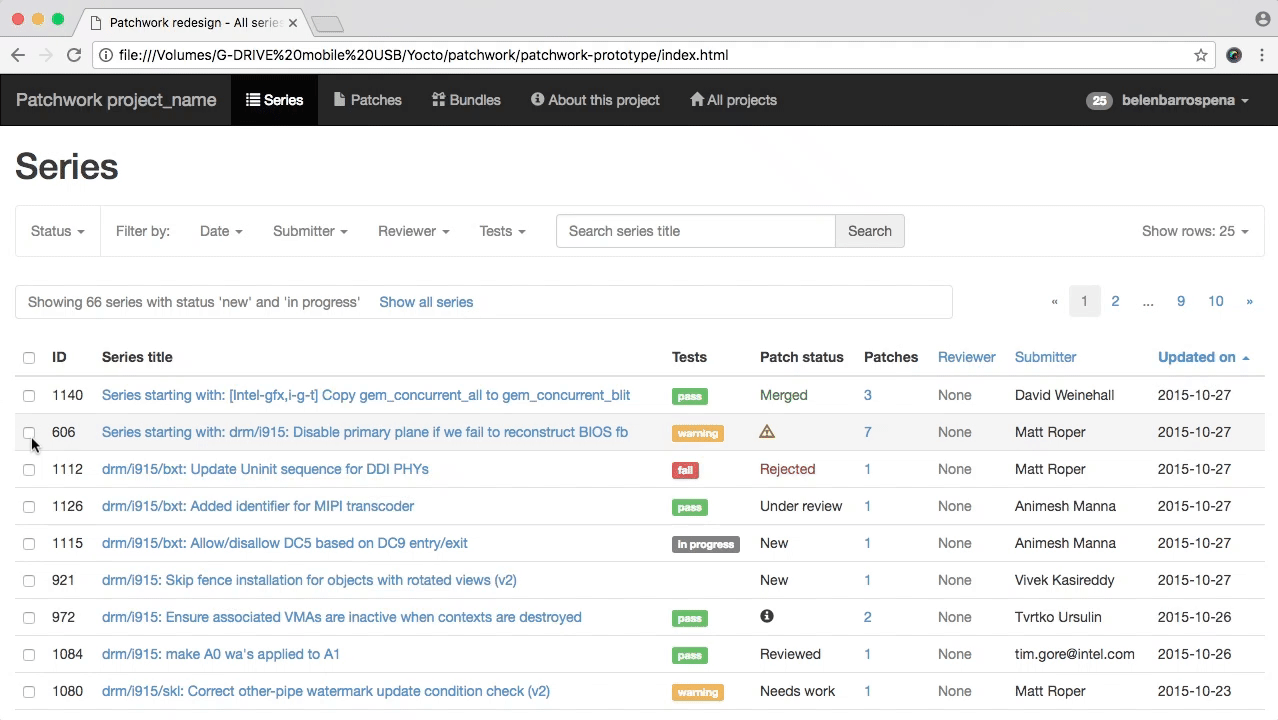 Patchwork redesign - All serie
file:///Volumes/G-DRIVE%20mobile%20USB/Yocto/patchwork/patchwork-prototype/index.html
Patchwork project_name Series Patches Bundles About this project All projects 25 belenbarrospena
Series
Status Filter by: Date Submitter Reviewer Tests Search series title Search Show rows: 25
Showing 66 series with status 'new' and 'in progress' Show all series « 1 2 ... 9 10 »
ID Series title Tests Patch status Patches Reviewer Submitter Updated on
1140 Series starting with: [Intel-gfx,i-g-t] Copy gem_concurrent_all to gem_concurrent_blit pass Merged 3 None David Weinehall 2015-10-27
606 Series starting with: drm/i915: Disable primary plane if we fail to reconstruct BIOS fb warning 7 None Matt Roper 2015-10-27
1112 drm/i915/bxt: Update Uninit sequence for DDI PHYs fail Rejected 1 None Matt Roper 2015-10-27
1126 drm/i915/bxt: Added identifier for MIPI transcoder pass Under review 1 None Animesh Manna 2015-10-27
1115 drm/i915/bxt: Allow/disallow DC5 based on DC9 entry/exit in progress New 1 None Animesh Manna 2015-10-27
921 drm/i915: Skip fence installation for objects with rotated views (v2) New 1 None Vivek Kasireddy 2015-10-27
972 drm/i915: Ensure associated VMAs are inactive when contexts are destroyed pass 2 None Tvrtko Ursulin 2015-10-26
1084 drm/i915: make A0 wa's applied to A1 pass Reviewed 1 None tim.gore@intel.com 2015-10-26
1080 drm/i915/skl: Correct other-pipe watermark update condition check (v2) warning Needs work 1 None Matt Roper 2015-10-23